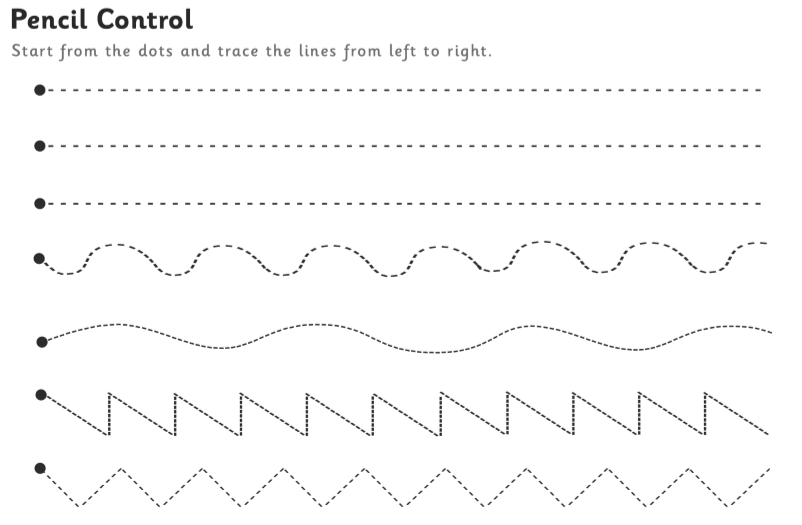 Pencil Control
Start from the dots and trace the lines from left to right.